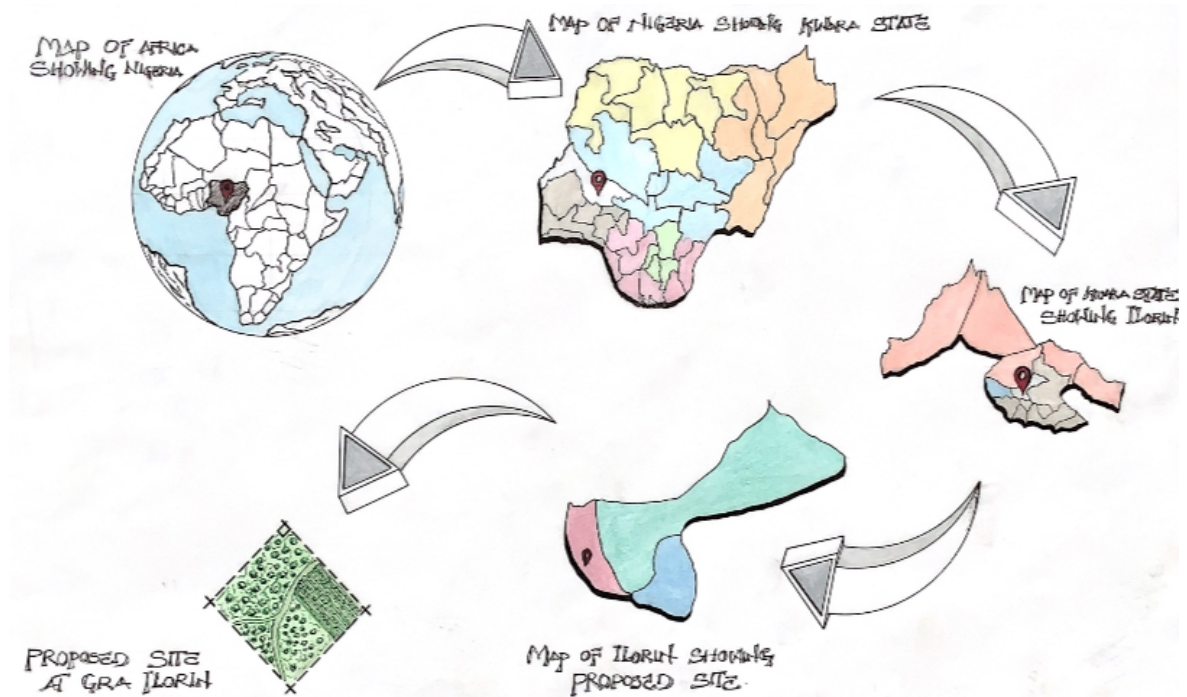 MAP OF AFRICA
SHOWING NIGERIA
MAP OF NIGERIA SHOWING KWARA STATE
MAP OF KWARA STATE
SHOWING ILORIN
MAP OF ILORIN SHOWING
PROPOSED SITE.
PROPOSED SITE
AT GRA ILORIN